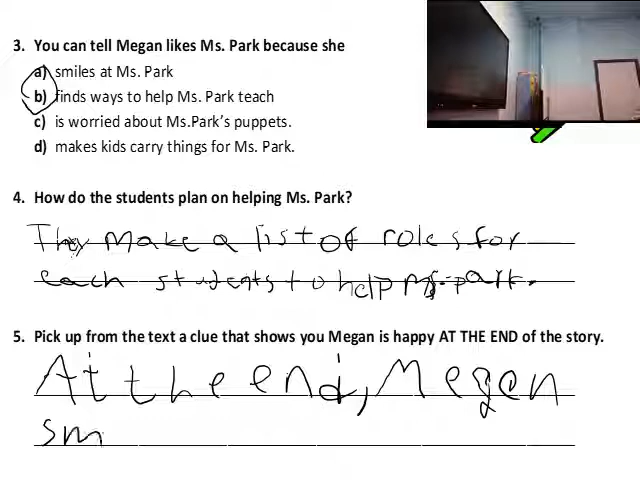 3. You can tell Megan likes Ms. Park because she
a) smiles at Ms. Park
b) finds ways to help Ms. Park teach
c) is worried about Ms.Park's puppets.
d) makes kids carry things for Ms. Park.
4. How do the students plan on helping Ms. Park?
They make a list of roles for
each students to help Ms. park.
5. Pick up from the text a clue that shows you Megan is happy AT THE END of the story.
At the end, Megan
sm